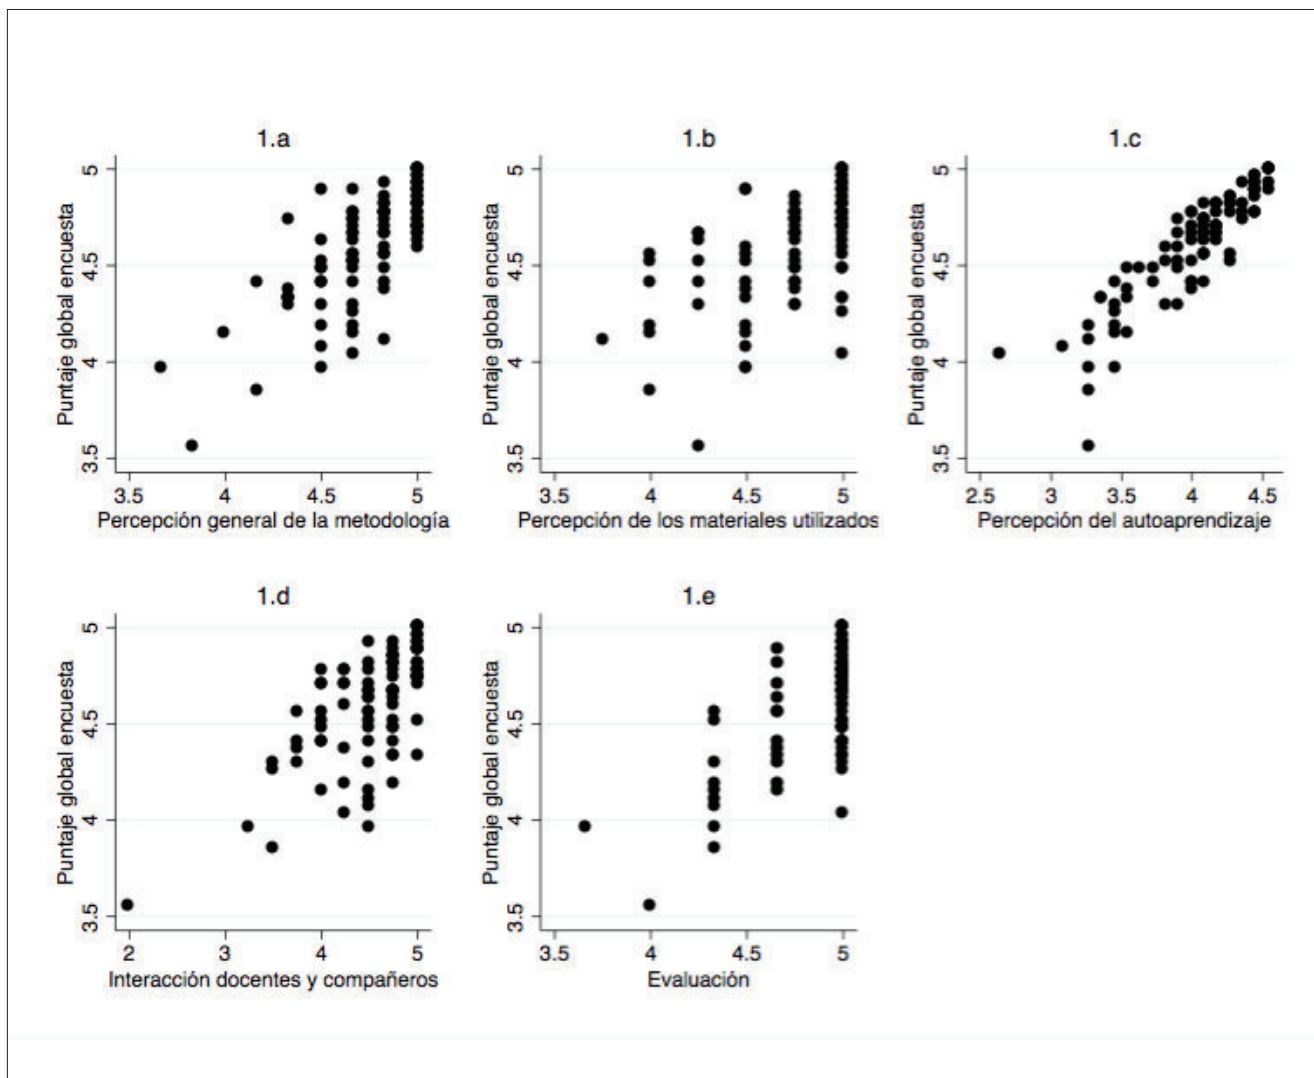 1.a
Puntaje global encuesta
5
4.5
4
3.5
3.5 4 4.5 5
Percepción general de la metodología
1.b
Puntaje global encuesta
5
4.5
4
3.5
3.5 4 4.5 5
Percepción de los materiales utilizados
1.c
Puntaje global encuesta
5
4.5
4
3.5
2.5 3 3.5 4 4.5
Percepción del autoaprendizaje
1.d
Puntaje global encuesta
5
4.5
4
3.5
2 3 4 5
Interacción docentes y compañeros
1.e
Puntaje global encuesta
5
4.5
4
3.5
3.5 4 4.5 5
Evaluación